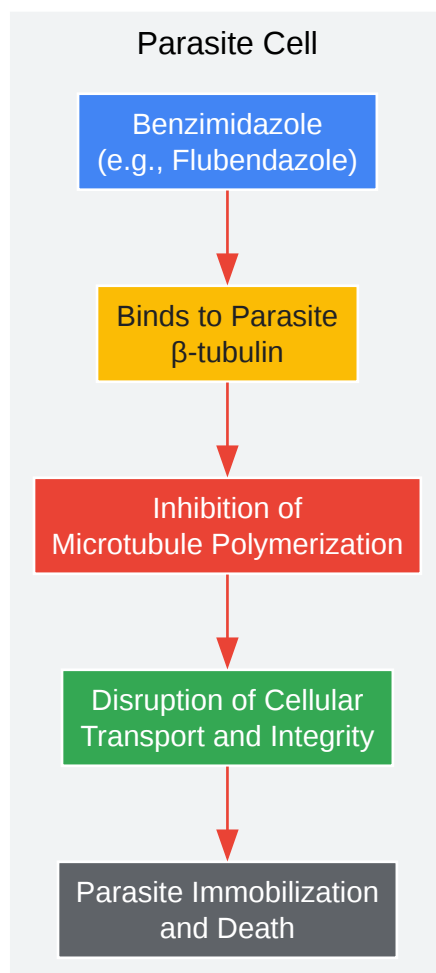 Parasite Cell
Benzimidazole
(e.g., Flubendazole)
Binds to Parasite
β-tubulin
Inhibition of
Microtubule Polymerization
Disruption of Cellular
Transport and Integrity
Parasite Immobilization
and Death